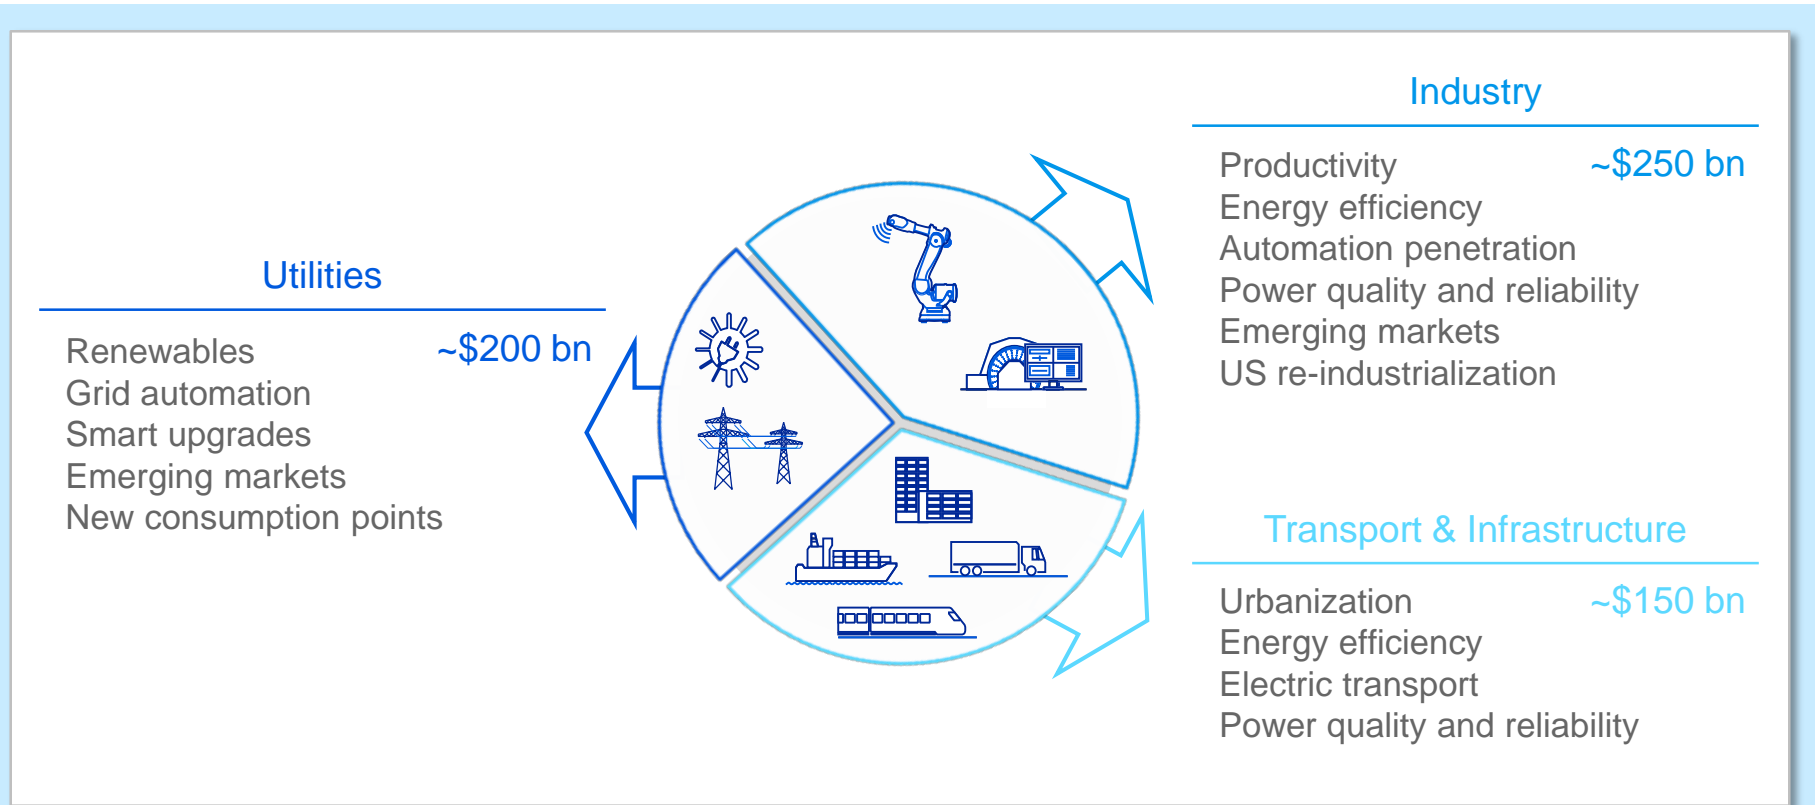 Utilities
~$200 bn
Renewables
Grid automation
Smart upgrades
Emerging markets
New consumption points
Industry
~$250 bn
Productivity
Energy efficiency
Automation penetration
Power quality and reliability
Emerging markets
US re-industrialization
Transport & Infrastructure
~$150 bn
Urbanization
Energy efficiency
Electric transport
Power quality and reliability